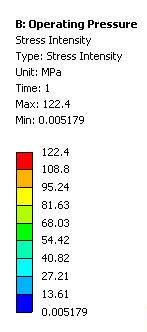 B: Operating Pressure
Stress Intensity
Type: Stress Intensity
Unit: MPa
Time: 1
Max: 122.4
Min: 0.005179
122.4
108.8
95.24
81.63
68.03
54.42
40.82
27.21
13.61
0.005179